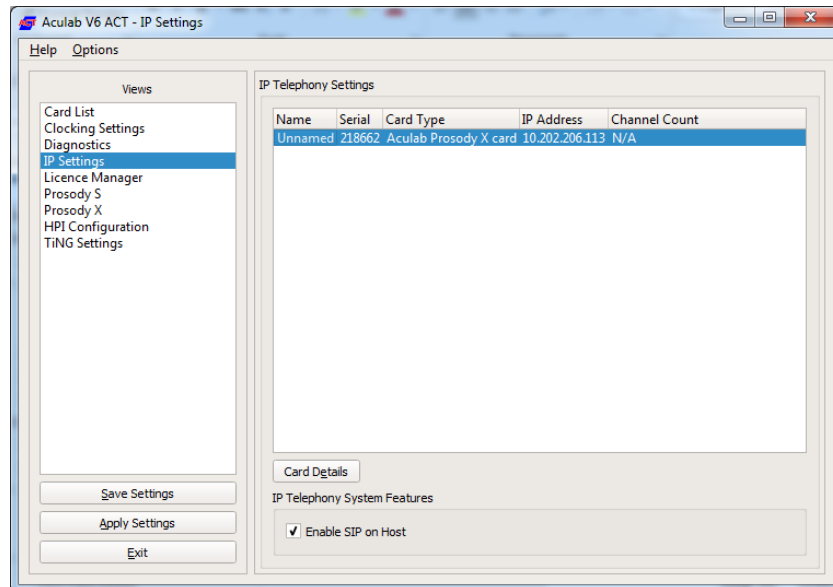 Aculab V6 ACT - IP Settings
Help Options
Views
Card List
Clocking Settings
Diagnostics
IP Settings
Licence Manager
Prosody S
Prosody X
HPI Configuration
TiNG Settings
Save Settings
Apply Settings
Exit
IP Telephony Settings
Name Serial Card Type IP Address Channel Count
Unnamed 218662 Aculab Prosody X card 10.202.206.113 N/A
Card Details
IP Telephony System Features
Enable SIP on Host